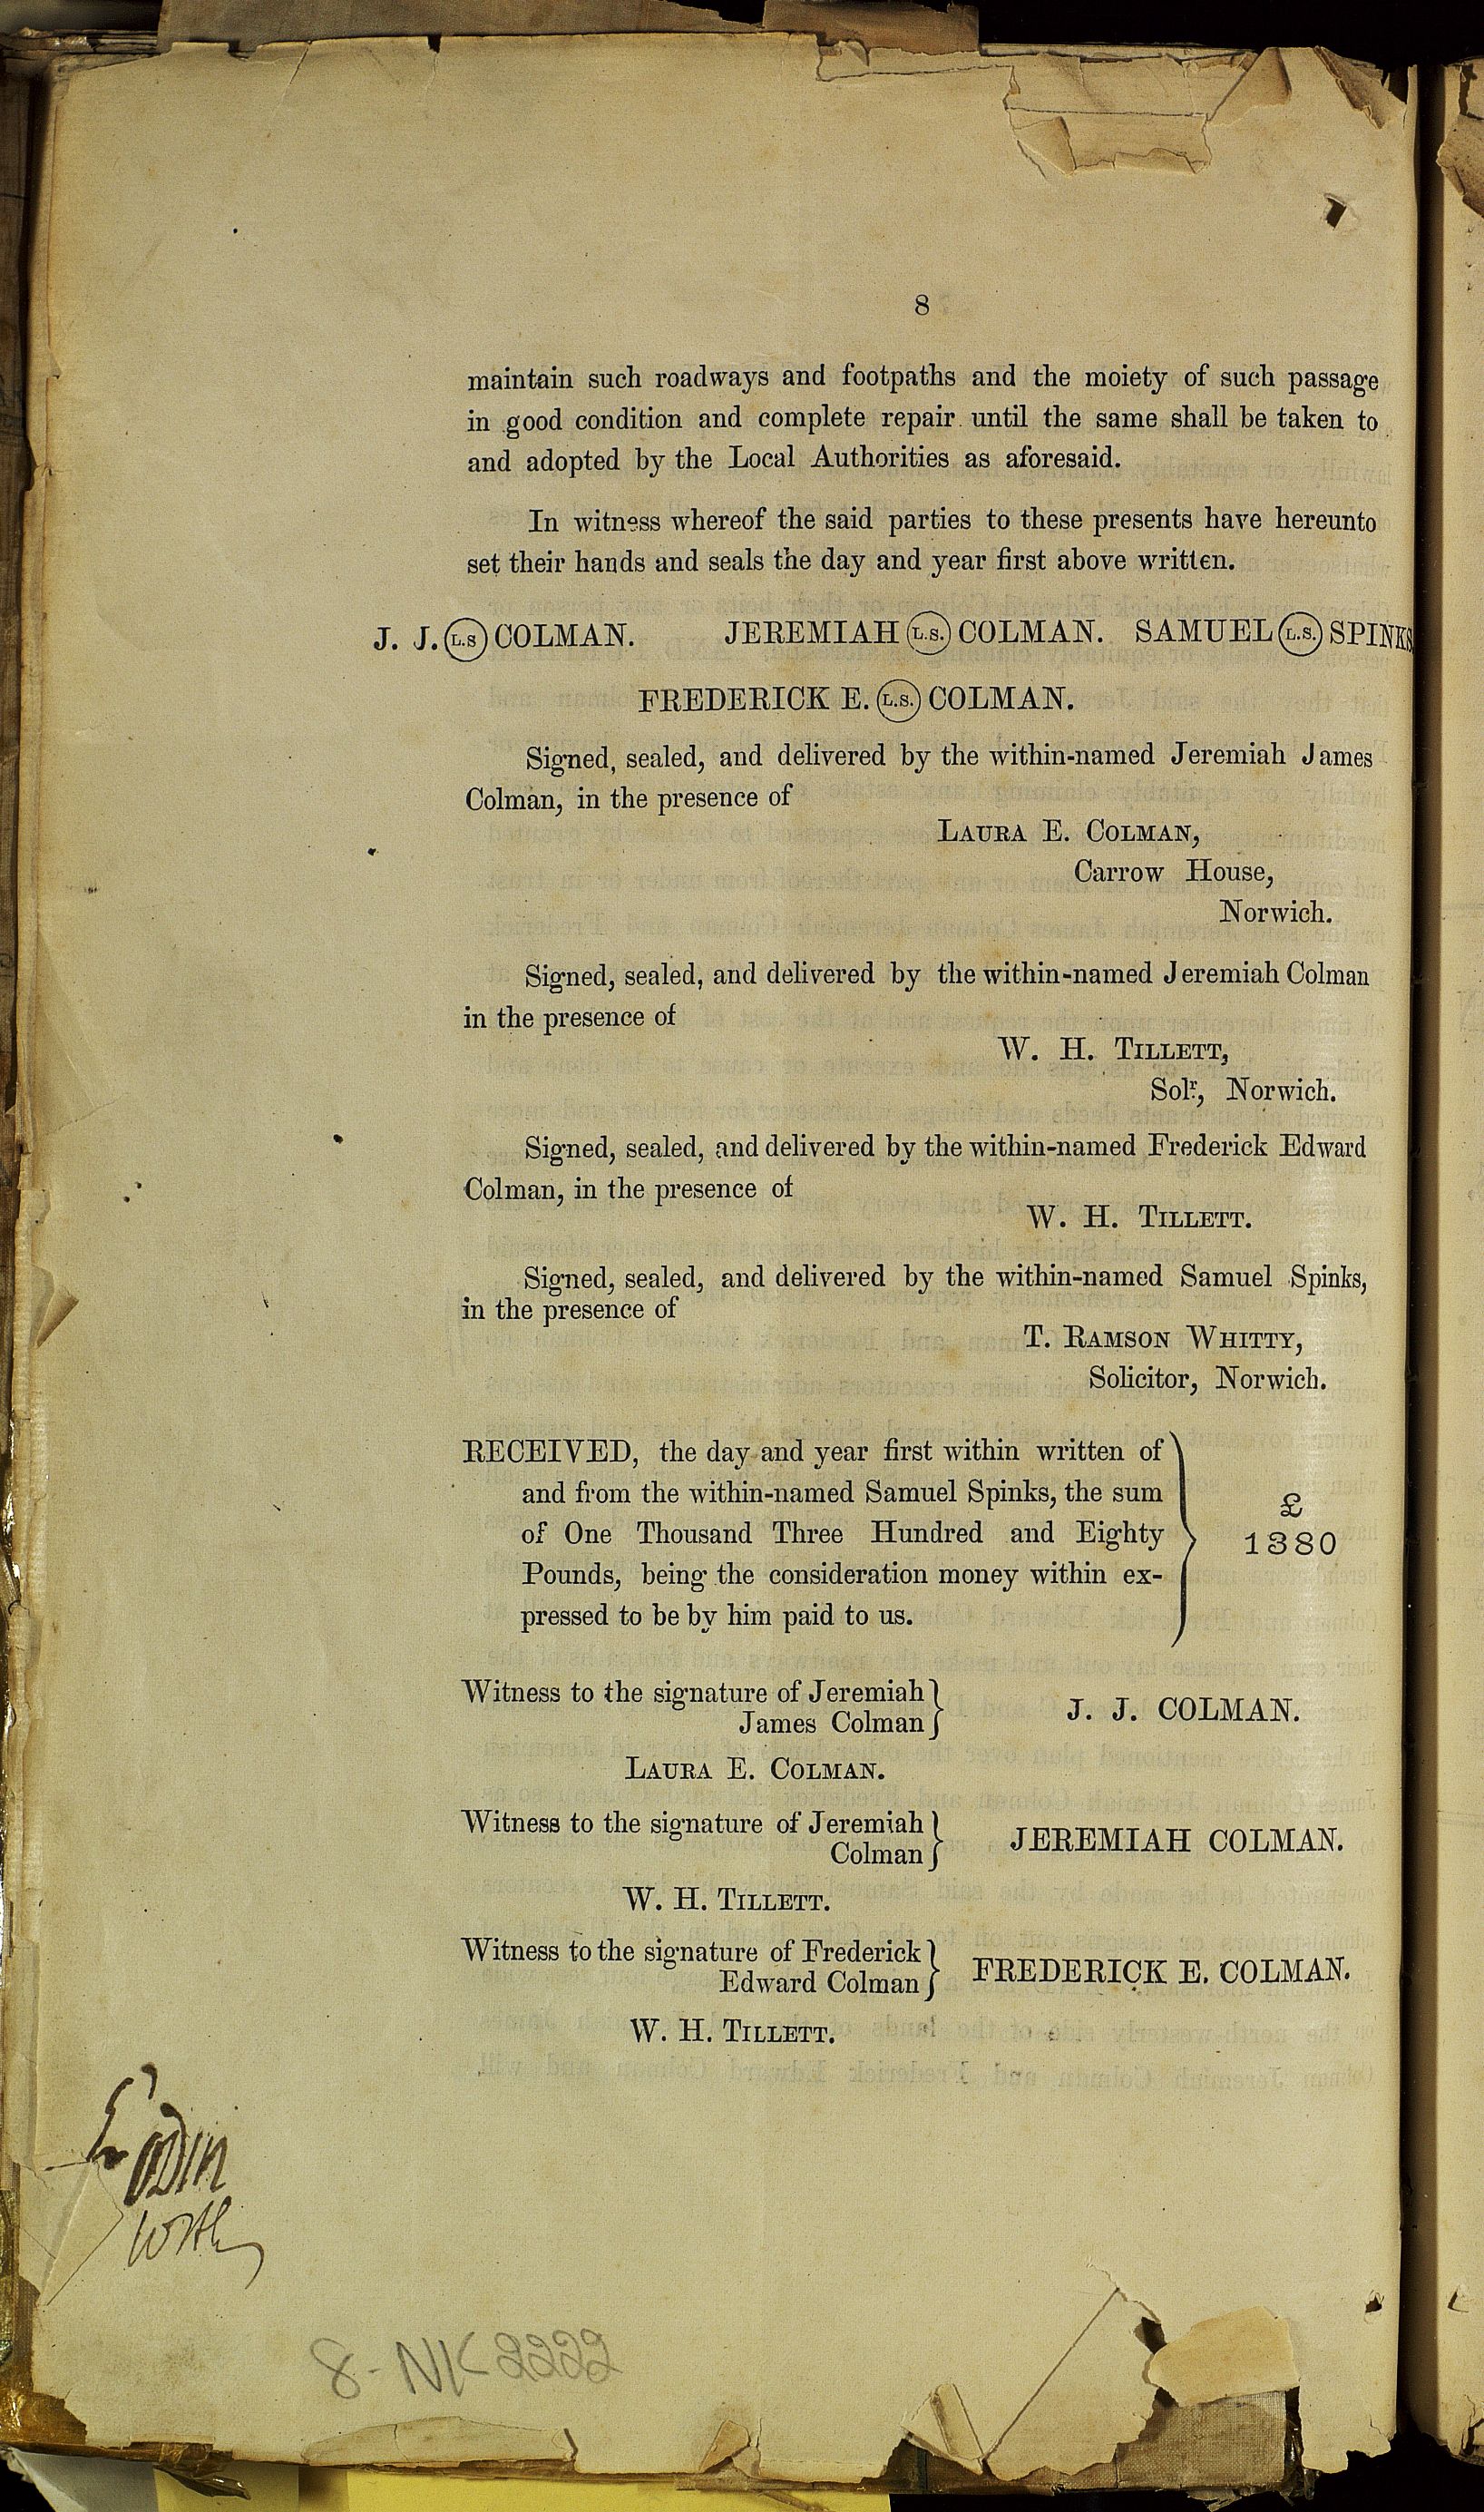 8
maintain such roadways and footpaths and the moiety of such passage
in good condition and complete repair until the same shall be taken to
and adopted by the Local Authorities as aforesaid.
In witness whereof the said parties to these presents have hereunto
set their hands and seals the day and year first above written.
J. J. L.S COLMAN. JEREMIAH L.S. COLMAN. SAMUEL L.S. SPINKS
FREDERICK E. L.S. COLMAN.
Signed, sealed, and delivered by the within-named Jeremiah James
Colman, in the presence of
LAURA E. COLMAN,
Carrow House,
Norwich.
Signed, sealed, and delivered by the within-named Jeremiah Colman
in the presence of
W. H. TILLETT,
Solr., Norwich.
Signed, sealed, and delivered by the within-named Frederick Edward
Colman, in the presence of
W. H. TILLETT.
Signed, sealed, and delivered by the within-named Samuel Spinks,
in the presence of
T. RAMSON WHITTY,
Solicitor, Norwich.
RECEIVED, the day and year first within written of
and from the within-named Samuel Spinks, the sum
of One Thousand Three Hundred and Eighty
Pounds, being the consideration money within ex-
pressed to be by him paid to us.
£
1380
Witness to the signature of Jeremiah
James Colman
J. J. COLMAN.
LAURA E. COLMAN.
Witness to the signature of Jeremiah
Colman
JEREMIAH COLMAN.
W. H. TILLETT.
Witness to the signature of Frederick
Edward Colman
FREDERICK E. COLMAN.
W. H. TILLETT.
8-NK2222